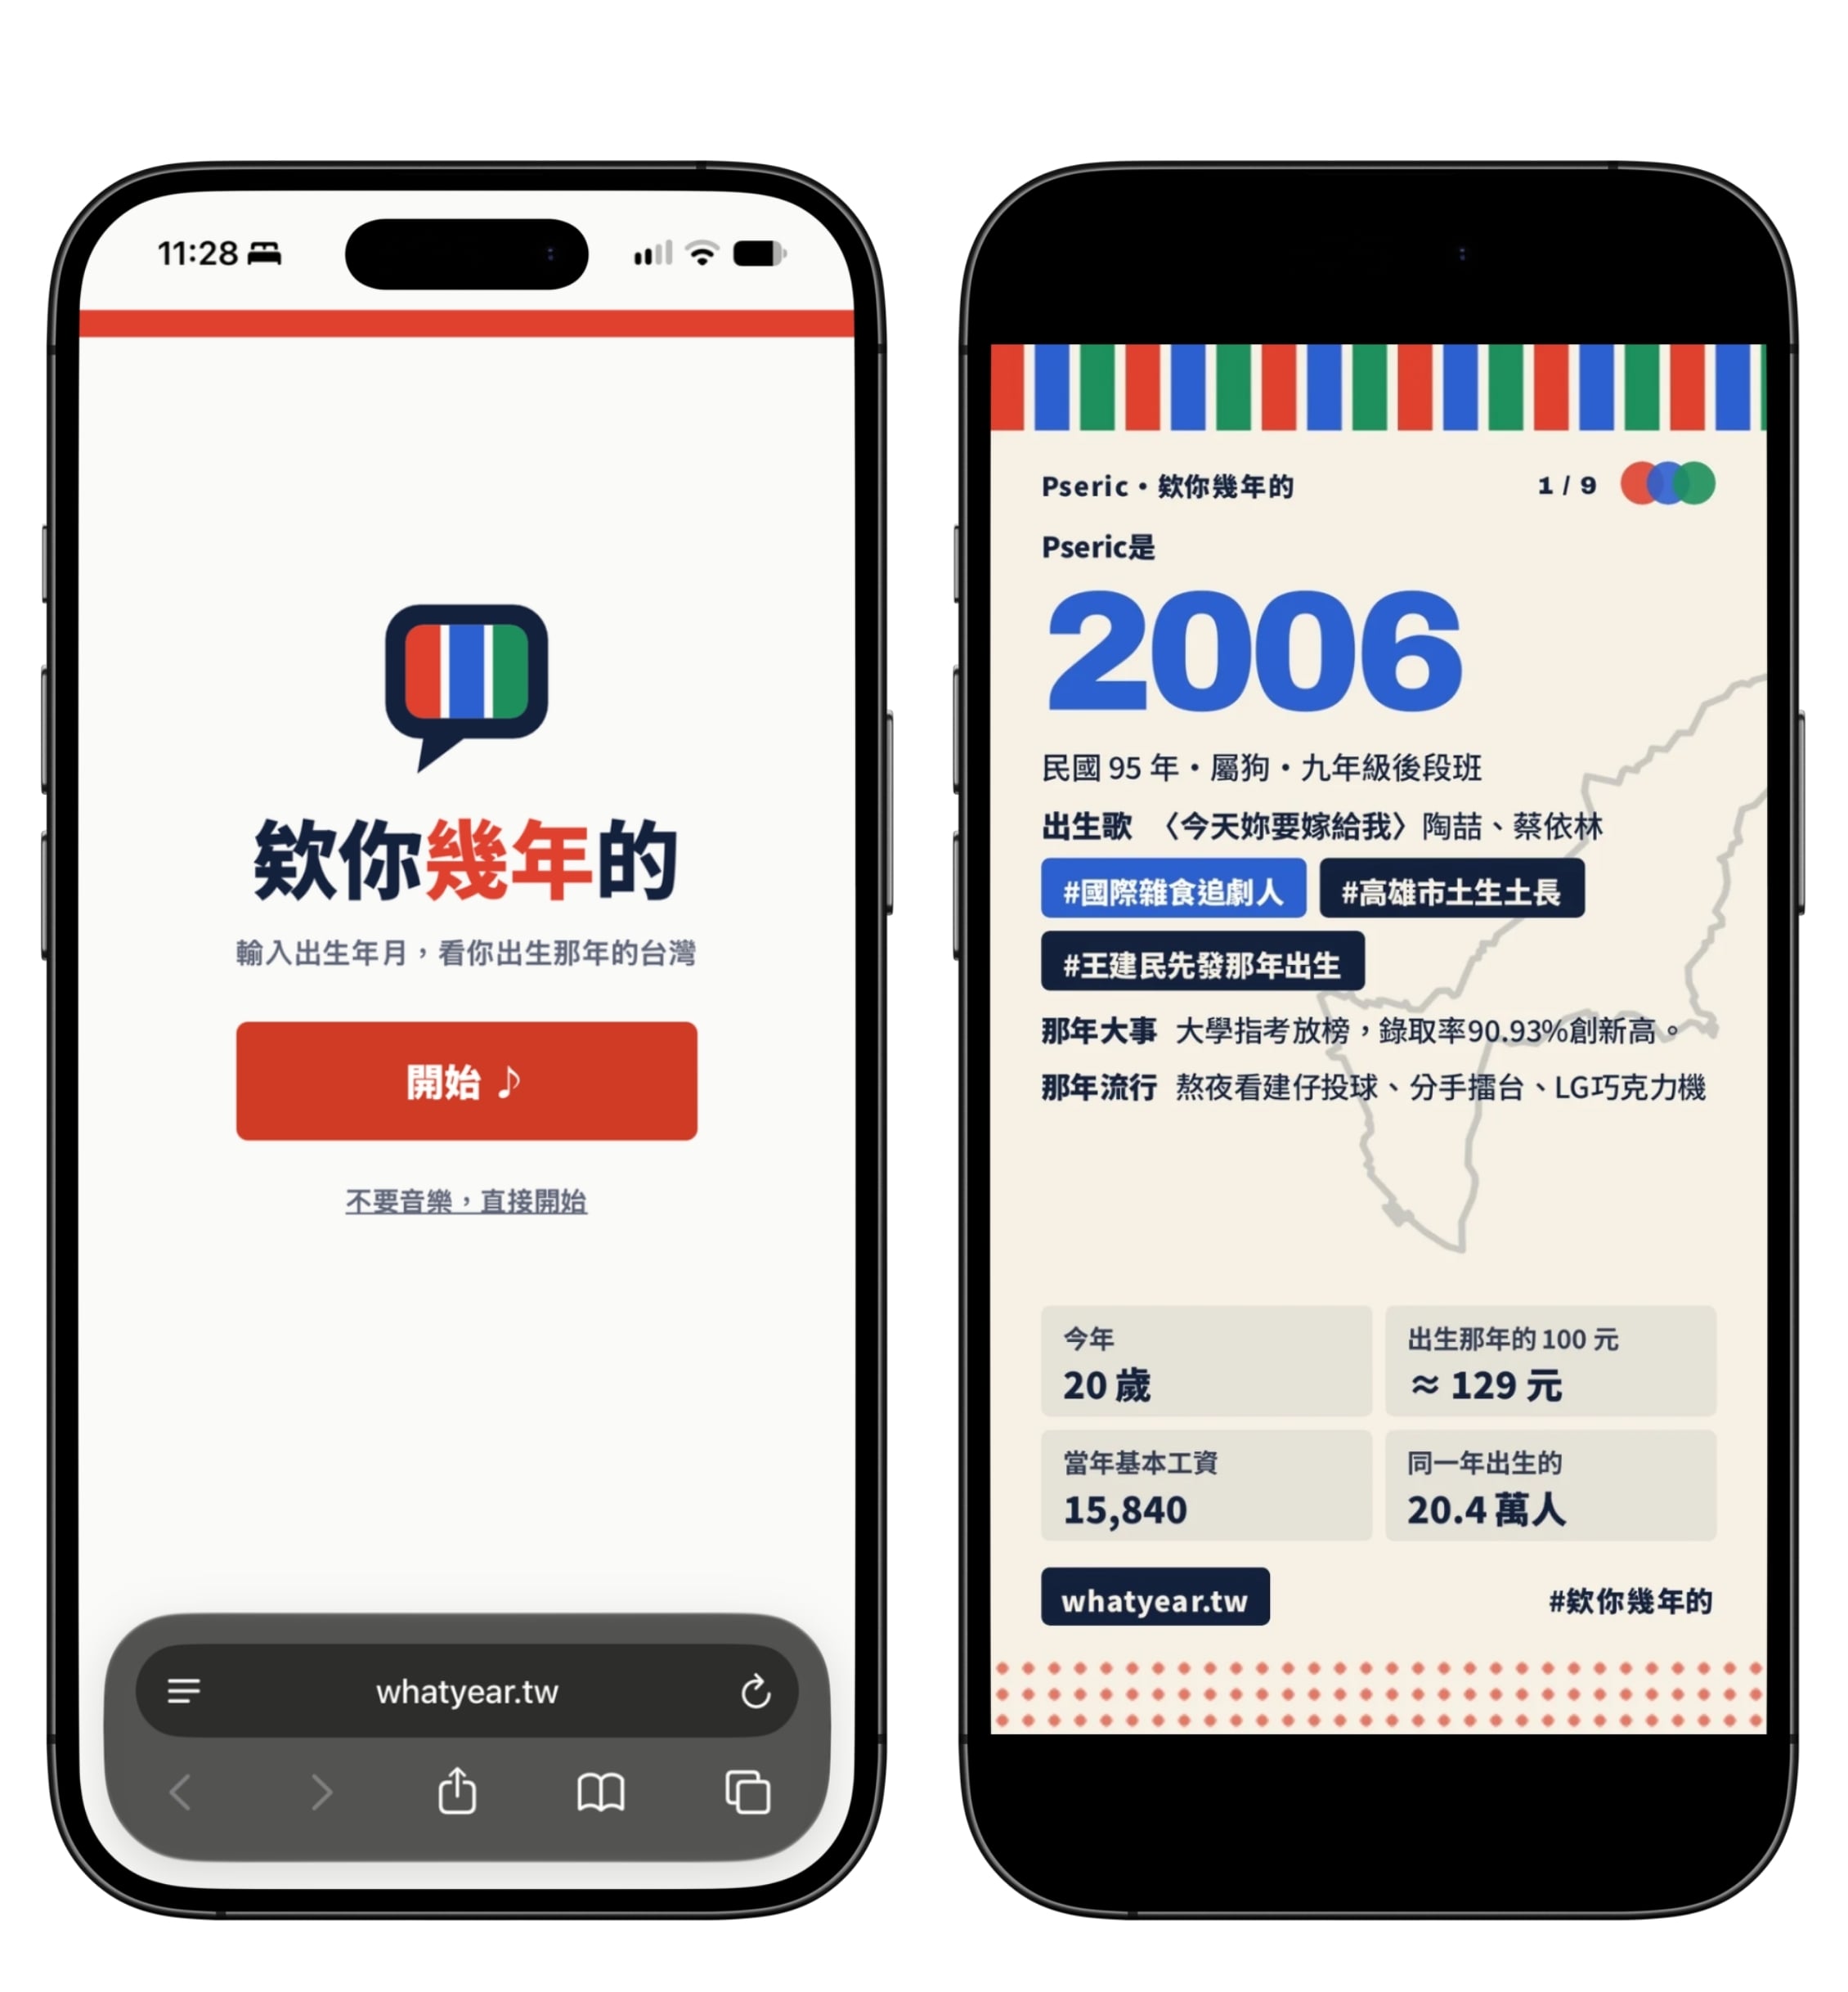 11:28
欸你幾年的
輸入出生年月，看你出生那年的台灣
開始 ♪
不要音樂，直接開始
whatyear.tw
Pseric・欸你幾年的
1 / 9
Pseric是
2006
民國 95 年・屬狗・九年級後段班
出生歌 〈今天妳要嫁給我〉陶喆、蔡依林
#國際雜食追劇人 #高雄市土生土長
#王建民先發那年出生
那年大事 大學指考放榜，錄取率90.93%創新高。
那年流行 熬夜看建仔投球、分手擂台、LG巧克力機
今年
20 歲
出生那年的 100 元
≈ 129 元
當年基本工資
15,840
同一年出生的
20.4 萬人
whatyear.tw
#欸你幾年的